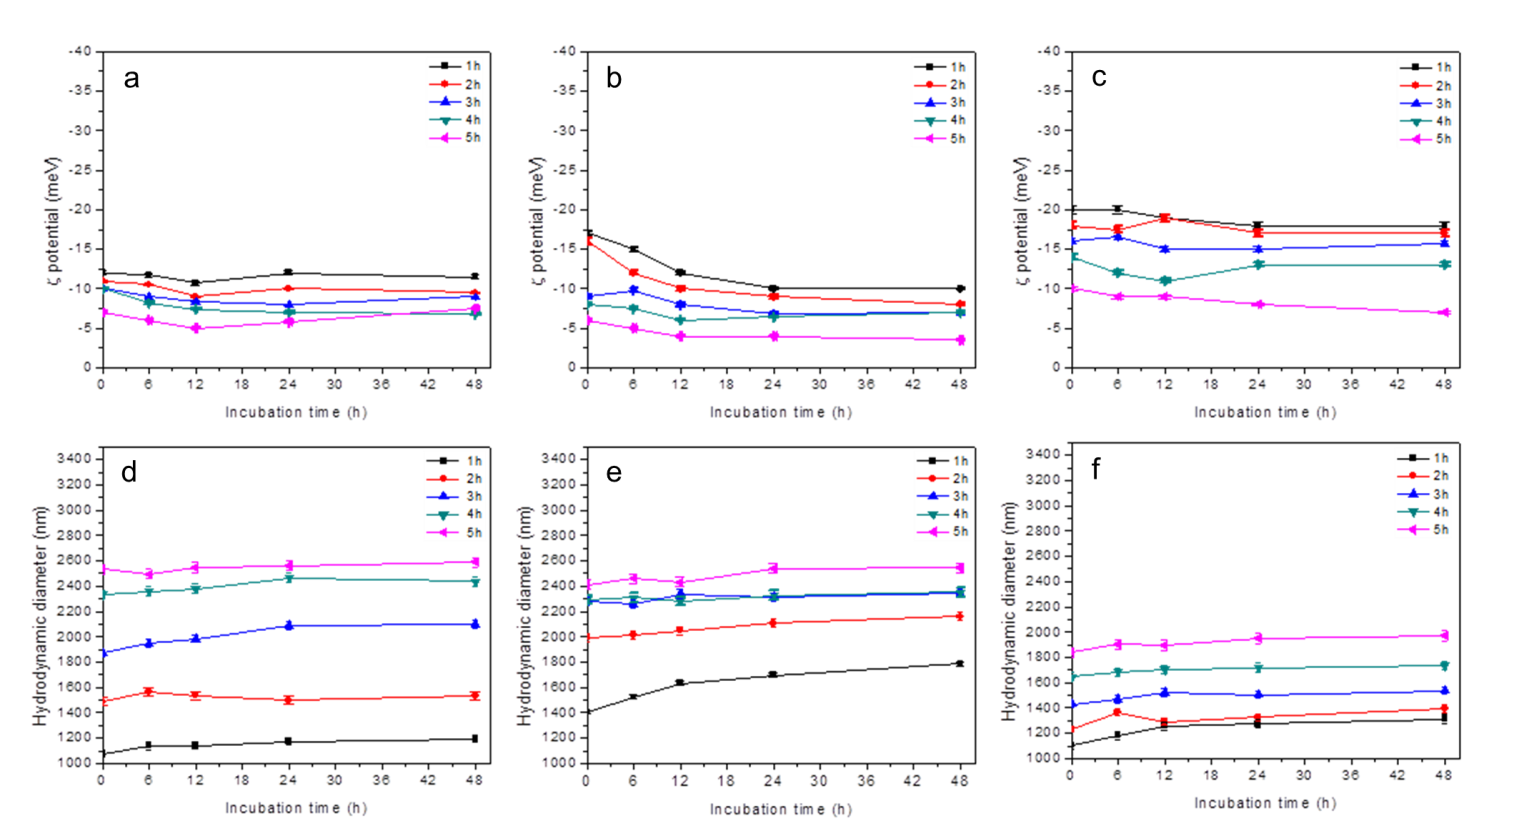 a
-40
-35
-30
-25
-20
-15
-10
-5
0
ζ potential (meV)
0 6 12 18 24 30 36 42 48
Incubation time (h)
1h
2h
3h
4h
5h
b
-40
-35
-30
-25
-20
-15
-10
-5
0
ζ potential (meV)
0 6 12 18 24 30 36 42 48
Incubation time (h)
1h
2h
3h
4h
5h
c
-40
-35
-30
-25
-20
-15
-10
-5
0
ζ potential (meV)
0 6 12 18 24 30 36 42 48
Incubation time (h)
1h
2h
3h
4h
5h
d
3400
3200
3000
2800
2600
2400
2200
2000
1800
1600
1400
1200
1000
Hydrodynamic diameter (nm)
0 6 12 18 24 30 36 42 48
Incubation time (h)
1h
2h
3h
4h
5h
e
3400
3200
3000
2800
2600
2400
2200
2000
1800
1600
1400
1200
1000
Hydrodynamic diameter (nm)
0 6 12 18 24 30 36 42 48
Incubation time (h)
1h
2h
3h
4h
5h
f
3400
3200
3000
2800
2600
2400
2200
2000
1800
1600
1400
1200
1000
Hydrodynamic diameter (nm)
0 6 12 18 24 30 36 42 48
Incubation time (h)
1h
2h
3h
4h
5h